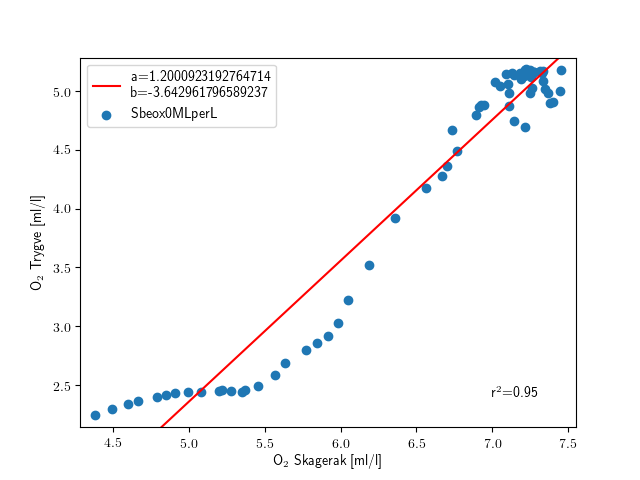 a=1.2000923192764714
b=-3.642961796589237
Sbeox0MLperL
O₂ Trygve [ml/l]
5.0
4.5
4.0
3.5
3.0
2.5
r²=0.95
4.5 5.0 5.5 6.0 6.5 7.0 7.5
O₂ Skagerak [ml/l]